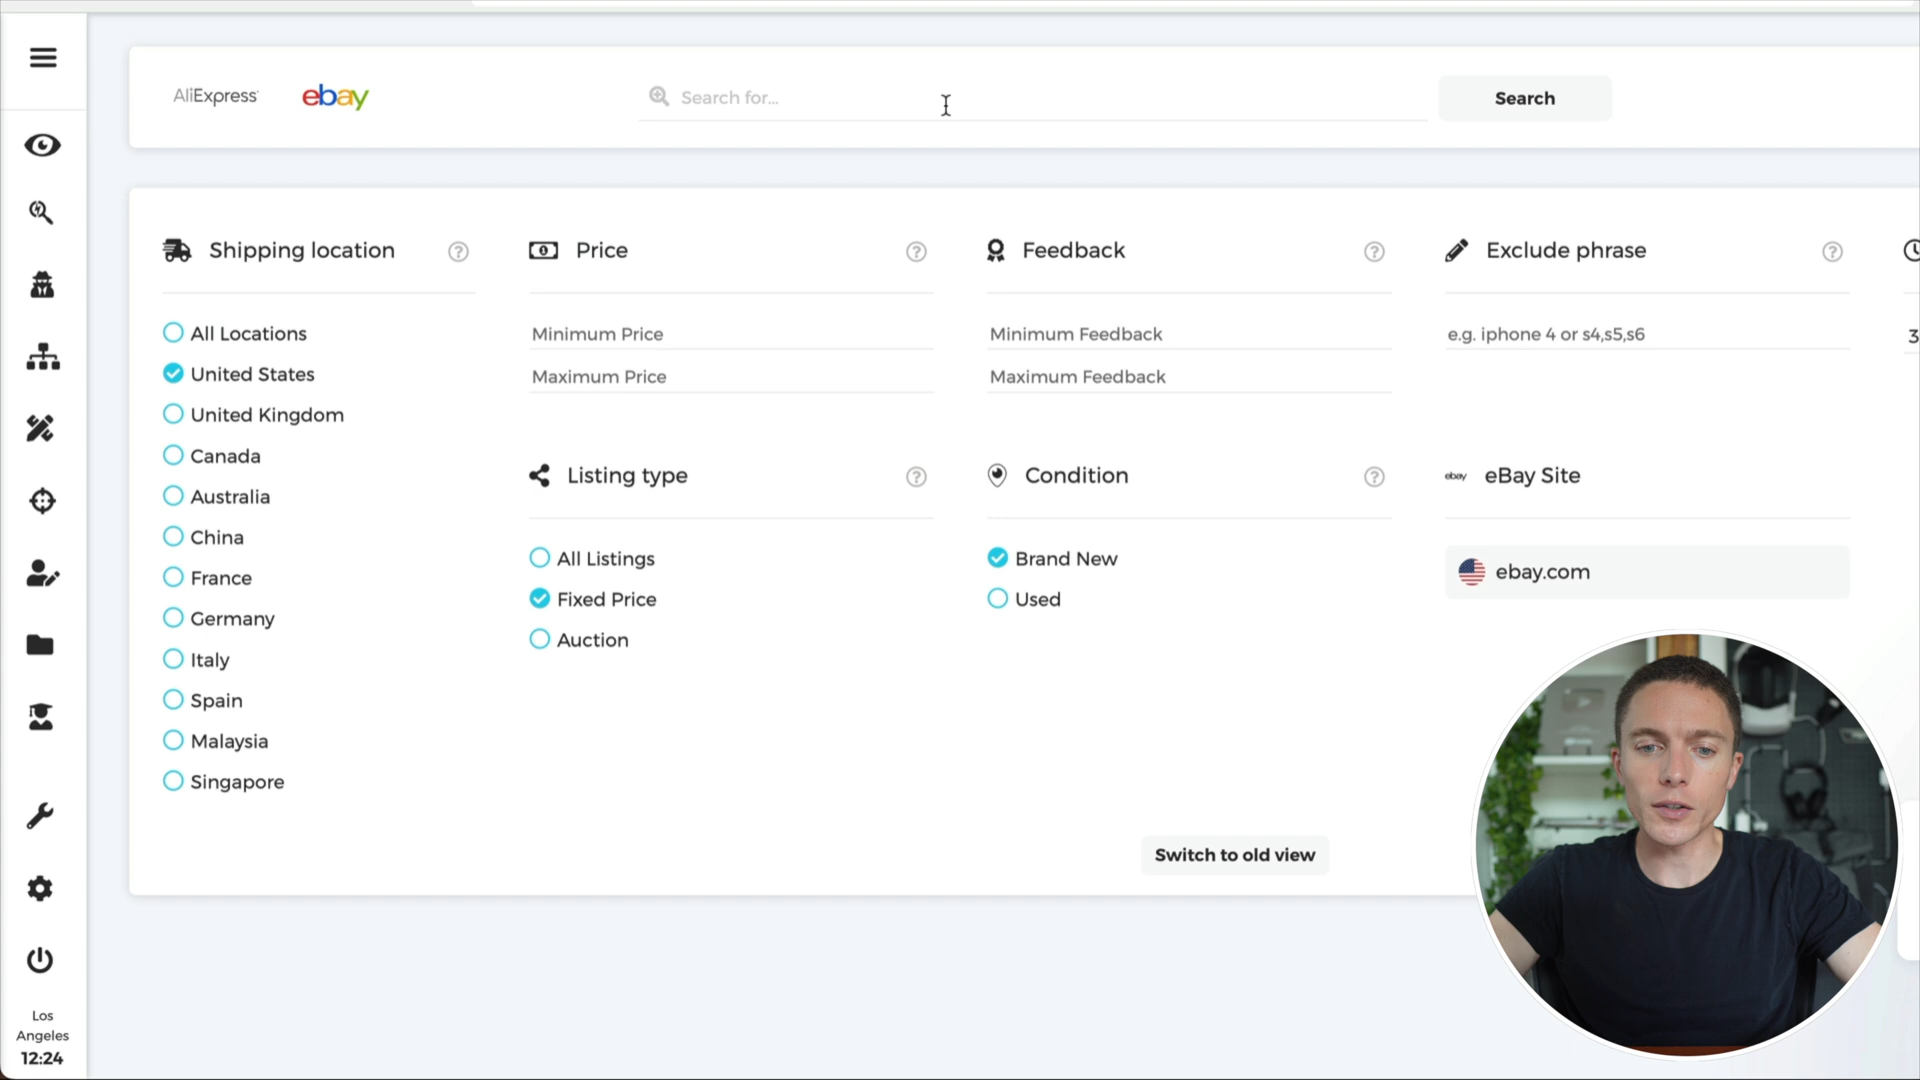 AliExpress
ebay
Search for...
Search
Shipping location
?
Price
?
Feedback
?
Exclude phrase
?
All Locations
United States
United Kingdom
Canada
Australia
China
France
Germany
Italy
Spain
Malaysia
Singapore
Minimum Price
Maximum Price
Minimum Feedback
Maximum Feedback
e.g. iphone 4 or s4,s5,s6
3
Listing type
?
All Listings
Fixed Price
Auction
Condition
?
Brand New
Used
ebay eBay Site
ebay.com
Switch to old view
Los
Angeles
12:24